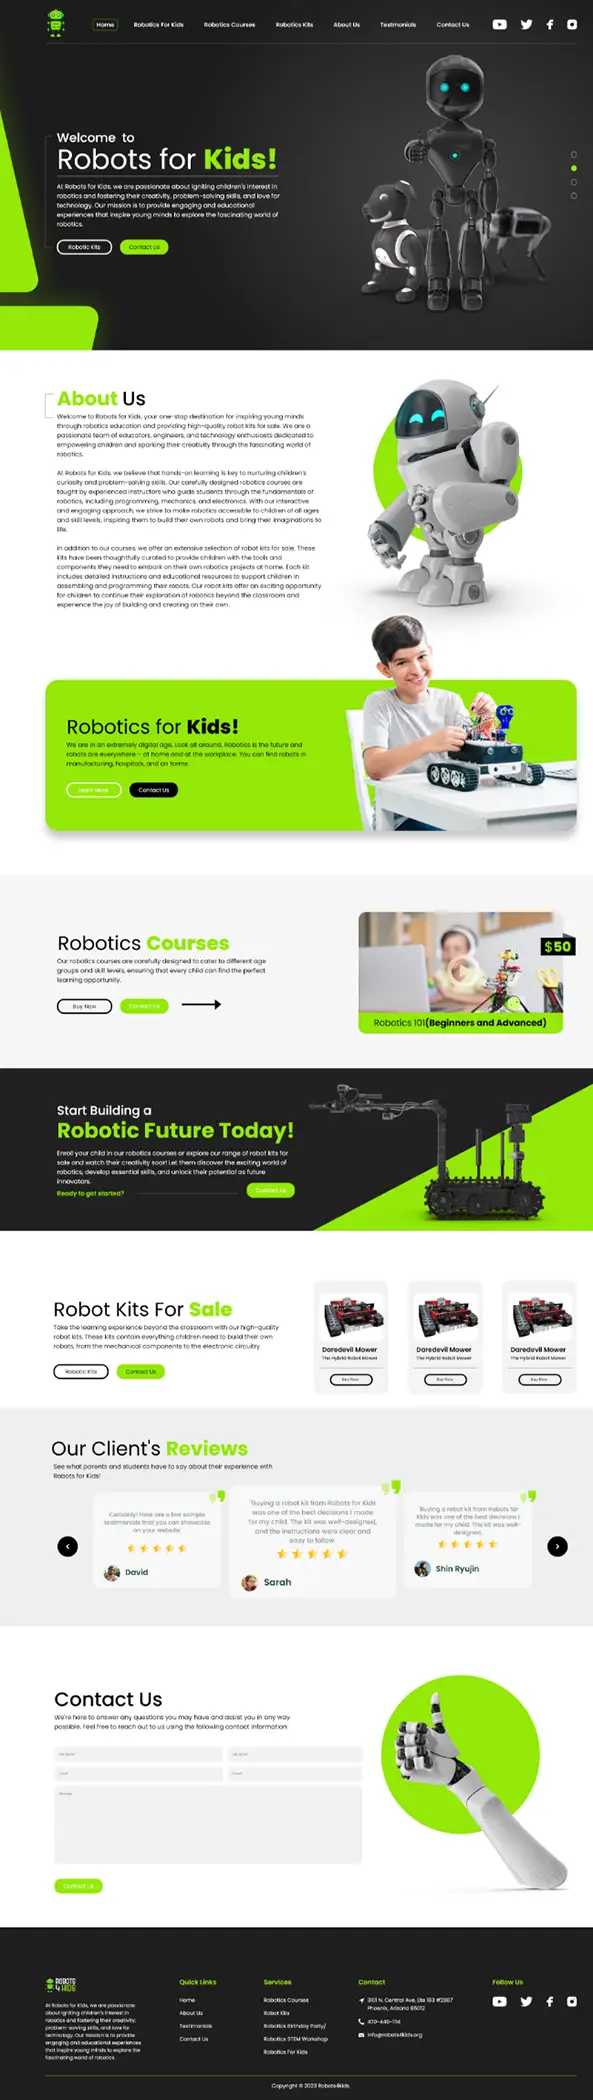 Home Robotics For Kids Robotics Courses Robotics Kits About Us Testimonials Contact Us
Welcome to
Robots for Kids!
At Robots for Kids, we are passionate about igniting children's interest in
robotics and fostering their creativity, problem-solving skills, and love for
technology. Our mission is to provide engaging and educational
experiences that inspire young minds to explore the fascinating world of
robotics.
Robotic Kits Contact Us
About Us
Welcome to Robots for Kids, your one-stop destination for inspiring young minds
through robotics education and providing high-quality robot kits for sale. We are a
passionate team of educators, engineers, and technology enthusiasts dedicated to
empowering children and sparking their creativity through the fascinating world of
robotics.
At Robots for Kids, we believe that hands-on learning is key to nurturing children's
curiosity and problem-solving skills. Our carefully designed robotics courses are
taught by experienced instructors who guide students through the fundamentals of
robotics, including programming, mechanics, and electronics. With our interactive
and engaging approach, we strive to make robotics accessible to children of all ages
and skill levels, inspiring them to build their own robots and bring their imaginations to
life.
In addition to our courses, we offer an extensive selection of robot kits for sale. These
kits have been thoughtfully curated to provide children with the tools and
components they need to embark on their own robotics projects at home. Each kit
includes detailed instructions and educational resources to support children in
assembling and programming their robots. Our robot kits offer an exciting opportunity
for children to continue their exploration of robotics beyond the classroom and
experience the joy of building and creating on their own.
Robotics for Kids!
We are in an extremely digital age. Look all around. Robotics is the future and
robots are everywhere – at home and at the workplace. You can find robots in
manufacturing, hospitals, and on farms
Learn More Contact Us
Robotics Courses
Our robotics courses are carefully designed to cater to different age
groups and skill levels, ensuring that every child can find the perfect
learning opportunity.
Buy Now Contact Us
$50
Robotics 101(Beginners and Advanced)
Start Building a
Robotic Future Today!
Enroll your child in our robotics courses or explore our range of robot kits for
sale and watch their creativity soar! Let them discover the exciting world of
robotics, develop essential skills, and unlock their potential as future
innovators.
Ready to get started? Contact Us
Robot Kits For Sale
Take the learning experience beyond the classroom with our high-quality
robot kits. These kits contain everything children need to build their own
robots, from the mechanical components to the electronic circuitry.
Robotic Kits Contact Us
Daredevil Mower
The Hybrid Robot Mower
Buy Now
Daredevil Mower
The Hybrid Robot Mower
Buy Now
Daredevil Mower
The Hybrid Robot Mower
Buy Now
Our Client's Reviews
See what parents and students have to say about their experience with
Robots for Kids!
Certainly! Here are a few sample
testimonials that you can showcase
on your website
David
"Buying a robot kit from Robots for Kids
was one of the best decisions I made
for my child. The kit was well-designed,
and the instructions were clear and
easy to follow.
Sarah
"Buying a robot kit from Robots for
Kids was one of the best decisions I
made for my child. The kit was well-
designed,
Shin Ryujin
Contact Us
We're here to answer any questions you may have and assist you in any way
possible. Feel free to reach out to us using the following contact information
Contact Us
ROBOTS
4 KIDS
At Robots for Kids, we are passionate
about igniting children's interest in
robotics and fostering their creativity,
problem-solving skills, and love for
technology. Our mission is to provide
engaging and educational experiences
that inspire young minds to explore the
fascinating world of robotics.
Quick Links
Home
About Us
Testimonials
Contact Us
Services
Robotics Courses
Robot Kits
Robotics Birthday Party/
Robotics STEM Workshop
Robotics For Kids
Contact
3101 N. Central Ave, Ste 183 #2987
Phoenix, Arizona 85012
info@robots4kids.org
Follow Us
Copyright © 2023 Robots4kids.